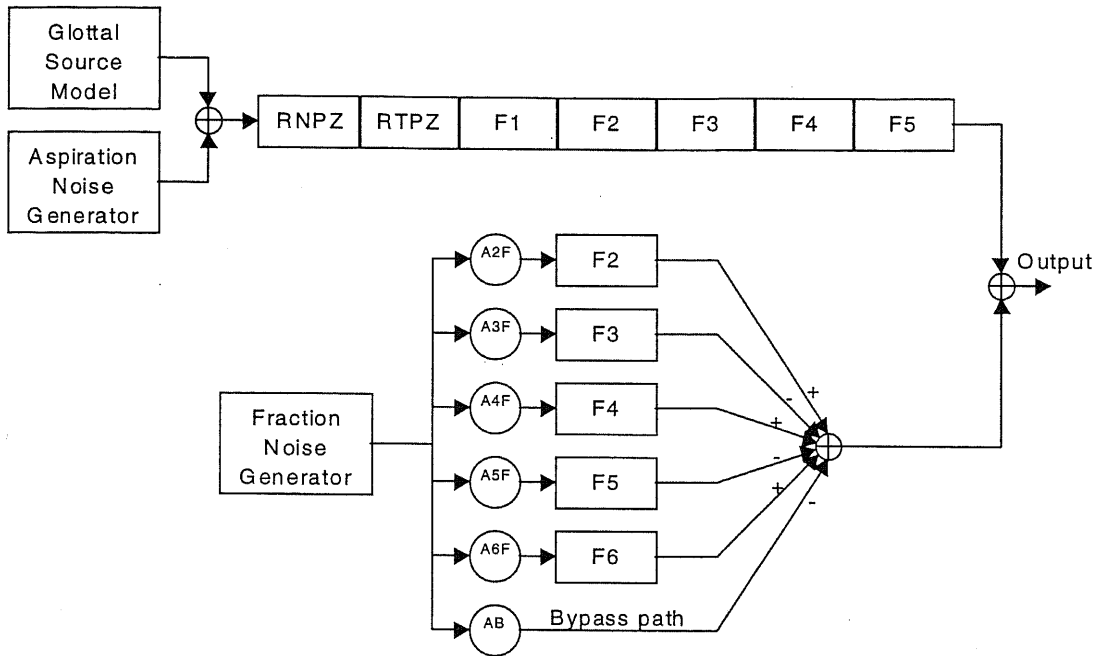 Glottal
Source
Model
Aspiration
Noise
Generator
RNPZ RTPZ F1 F2 F3 F4 F5
Output
A2F F2
A3F F3
A4F F4
A5F F5
A6F F6
AB Bypass path
Fraction
Noise
Generator
+
-
+
-
+
-